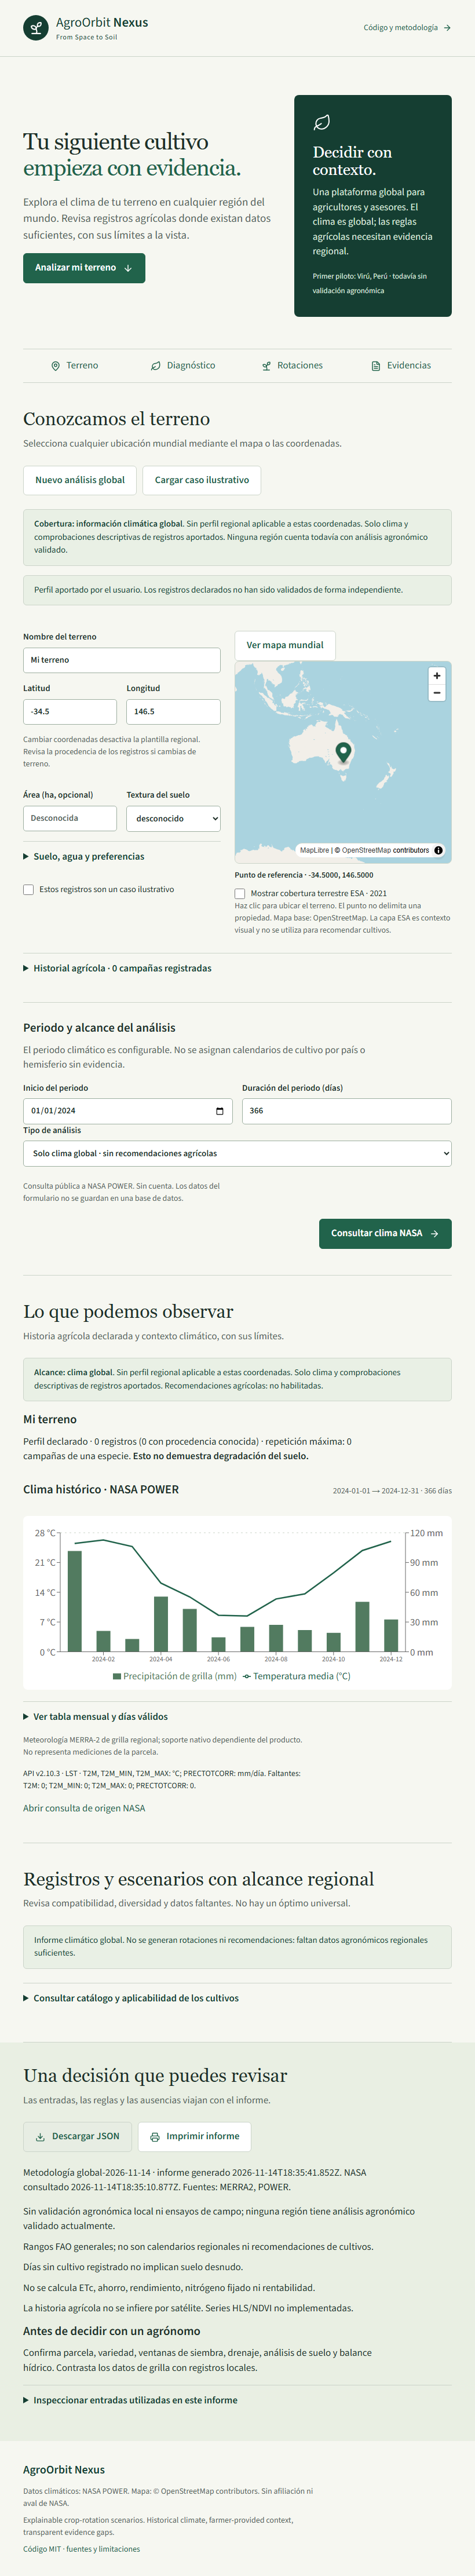 AgroOrbit Nexus
From Space to Soil
Código y metodología →
Tu siguiente cultivo
empieza con evidencia.
Explora el clima de tu terreno en cualquier región del
mundo. Revisa registros agrícolas donde existan datos
suficientes, con sus límites a la vista.
Analizar mi terreno ↓
Decidir con
contexto.
Una plataforma global para
agricultores y asesores. El
clima es global; las reglas
agrícolas necesitan evidencia
regional.
Primer piloto: Virú, Perú · todavía sin
validación agronómica
Terreno
Diagnóstico
Rotaciones
Evidencias
Conozcamos el terreno
Selecciona cualquier ubicación mundial mediante el mapa o las coordenadas.
Nuevo análisis global
Cargar caso ilustrativo
Cobertura: información climática global. Sin perfil regional aplicable a estas coordenadas. Solo clima y
comprobaciones descriptivas de registros aportados. Ninguna región cuenta todavía con análisis agronómico
validado.
Perfil aportado por el usuario. Los registros declarados no han sido validados de forma independiente.
Nombre del terreno
Mi terreno
Latitud
Longitud
-34.5
146.5
Cambiar coordenadas desactiva la plantilla regional.
Revisa la procedencia de los registros si cambias de
terreno.
Área (ha, opcional)
Textura del suelo
Desconocida
desconocido
Suelo, agua y preferencias
Estos registros son un caso ilustrativo
Ver mapa mundial
+
−
MapLibre | © OpenStreetMap contributors
Punto de referencia · -34.5000, 146.5000
Mostrar cobertura terrestre ESA · 2021
Haz clic para ubicar el terreno. El punto no delimita una
propiedad. Mapa base: OpenStreetMap. La capa ESA es contexto
visual y no se utiliza para recomendar cultivos.
Historial agrícola · 0 campañas registradas
Periodo y alcance del análisis
El periodo climático es configurable. No se asignan calendarios de cultivo por país o
hemisferio sin evidencia.
Inicio del periodo
Duración del periodo (días)
01/01/2024
366
Tipo de análisis
Solo clima global · sin recomendaciones agrícolas
Consulta pública a NASA POWER. Sin cuenta. Los datos del
formulario no se guardan en una base de datos.
Consultar clima NASA →
Lo que podemos observar
Historia agrícola declarada y contexto climático, con sus límites.
Alcance: clima global. Sin perfil regional aplicable a estas coordenadas. Solo clima y comprobaciones
descriptivas de registros aportados. Recomendaciones agrícolas: no habilitadas.
Mi terreno
Perfil declarado · 0 registros (0 con procedencia conocida) · repetición máxima: 0
campañas de una especie. Esto no demuestra degradación del suelo.
Clima histórico · NASA POWER
2024-01-01 → 2024-12-31 · 366 días
28 °C
21 °C
14 °C
7 °C
0 °C
120 mm
90 mm
60 mm
30 mm
0 mm
2024-02
2024-04
2024-06
2024-08
2024-10
2024-12
Precipitación de grilla (mm)
Temperatura media (°C)
Ver tabla mensual y días válidos
Meteorología MERRA-2 de grilla regional; soporte nativo dependiente del producto.
No representa mediciones de la parcela.
API v2.10.3 · LST · T2M, T2M_MIN, T2M_MAX: °C; PRECTOTCORR: mm/día. Faltantes:
T2M: 0; T2M_MIN: 0; T2M_MAX: 0; PRECTOTCORR: 0.
Abrir consulta de origen NASA
Registros y escenarios con alcance regional
Revisa compatibilidad, diversidad y datos faltantes. No hay un óptimo universal.
Informe climático global. No se generan rotaciones ni recomendaciones: faltan datos agronómicos regionales
suficientes.
Consultar catálogo y aplicabilidad de los cultivos
Una decisión que puedes revisar
Las entradas, las reglas y las ausencias viajan con el informe.
Descargar JSON
Imprimir informe
Metodología global-2026-11-14 · informe generado 2026-11-14T18:35:41.852Z. NASA
consultado 2026-11-14T18:35:10.877Z. Fuentes: MERRA2, POWER.
Sin validación agronómica local ni ensayos de campo; ninguna región tiene análisis agronómico
validado actualmente.
Rangos FAO generales; no son calendarios regionales ni recomendaciones de cultivos.
Días sin cultivo registrado no implican suelo desnudo.
No se calcula ETc, ahorro, rendimiento, nitrógeno fijado ni rentabilidad.
La historia agrícola no se infiere por satélite. Series HLS/NDVI no implementadas.
Antes de decidir con un agrónomo
Confirma parcela, variedad, ventanas de siembra, drenaje, análisis de suelo y balance
hídrico. Contrasta los datos de grilla con registros locales.
Inspeccionar entradas utilizadas en este informe
AgroOrbit Nexus
Datos climáticos: NASA POWER. Mapa: © OpenStreetMap contributors. Sin afiliación ni
aval de NASA.
Explainable crop-rotation scenarios. Historical climate, farmer-provided context,
transparent evidence gaps.
Código MIT · fuentes y limitaciones